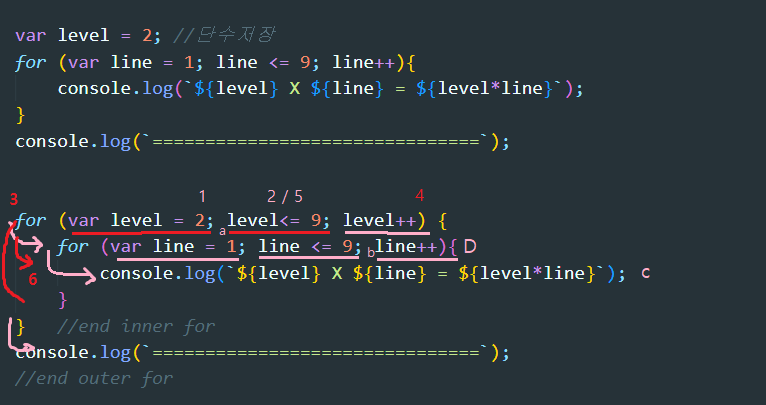 var level = 2; //단수저장
for (var line = 1; line <= 9; line++){
console.log(`${level} X ${line} = ${level*line}`);
}
console.log(`===============================`);
1 2 / 5 4
3
for (var level = 2; level<= 9; level++) {
a
for (var line = 1; line <= 9; line++){ D
b
6
console.log(`${level} X ${line} = ${level*line}`); c
}
} //end inner for
console.log(`===============================`);
//end outer for